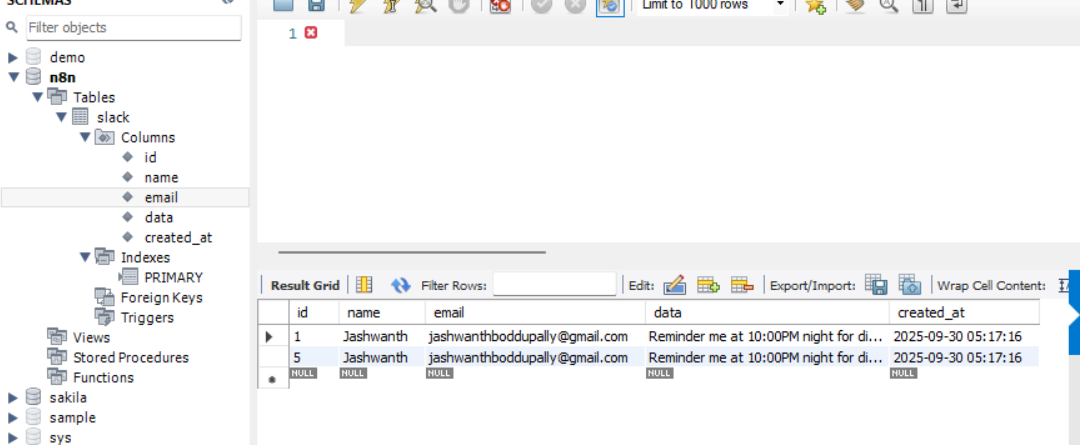 SCHEMAS
Limit to 1000 rows
Filter objects
1
demo
n8n
Tables
slack
Columns
id
name
email
data
created_at
Indexes
PRIMARY
Foreign Keys
Triggers
Views
Stored Procedures
Functions
sakila
sample
sys
Result Grid Filter Rows: Edit: Export/Import: Wrap Cell Content:
id name email data created_at
1 Jashwanth jashwanthboddupally@gmail.com Reminder me at 10:00PM night for di... 2025-09-30 05:17:16
5 Jashwanth jashwanthboddupally@gmail.com Reminder me at 10:00PM night for di... 2025-09-30 05:17:16
NULL NULL NULL NULL NULL